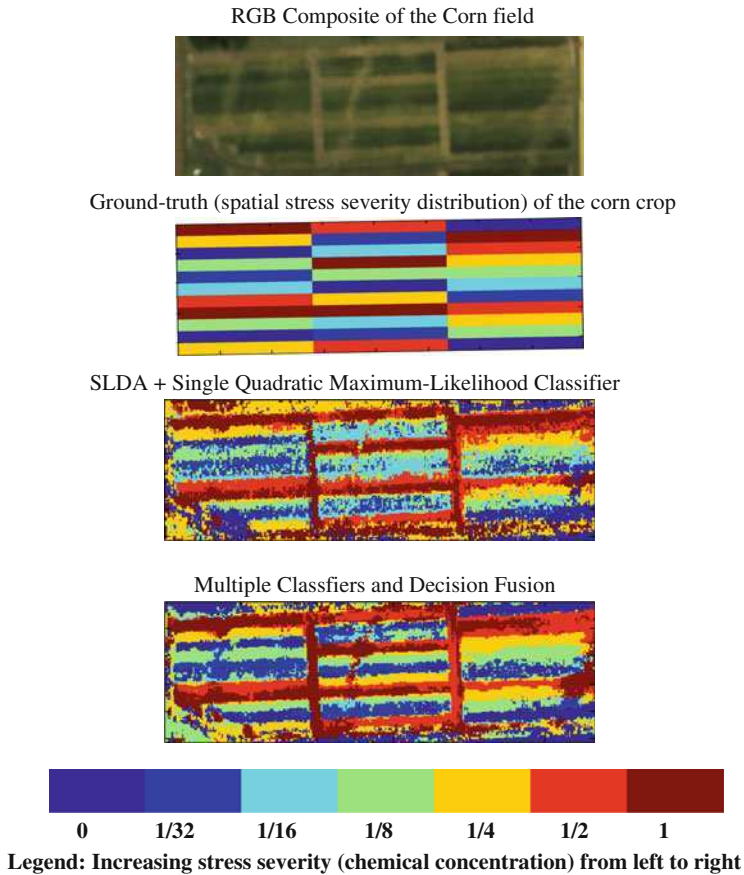 RGB Composite of the Corn field
Ground-truth (spatial stress severity distribution) of the corn crop
SLDA + Single Quadratic Maximum-Likelihood Classifier
Multiple Classfiers and Decision Fusion
0 1/32 1/16 1/8 1/4 1/2 1
Legend: Increasing stress severity (chemical concentration) from left to right